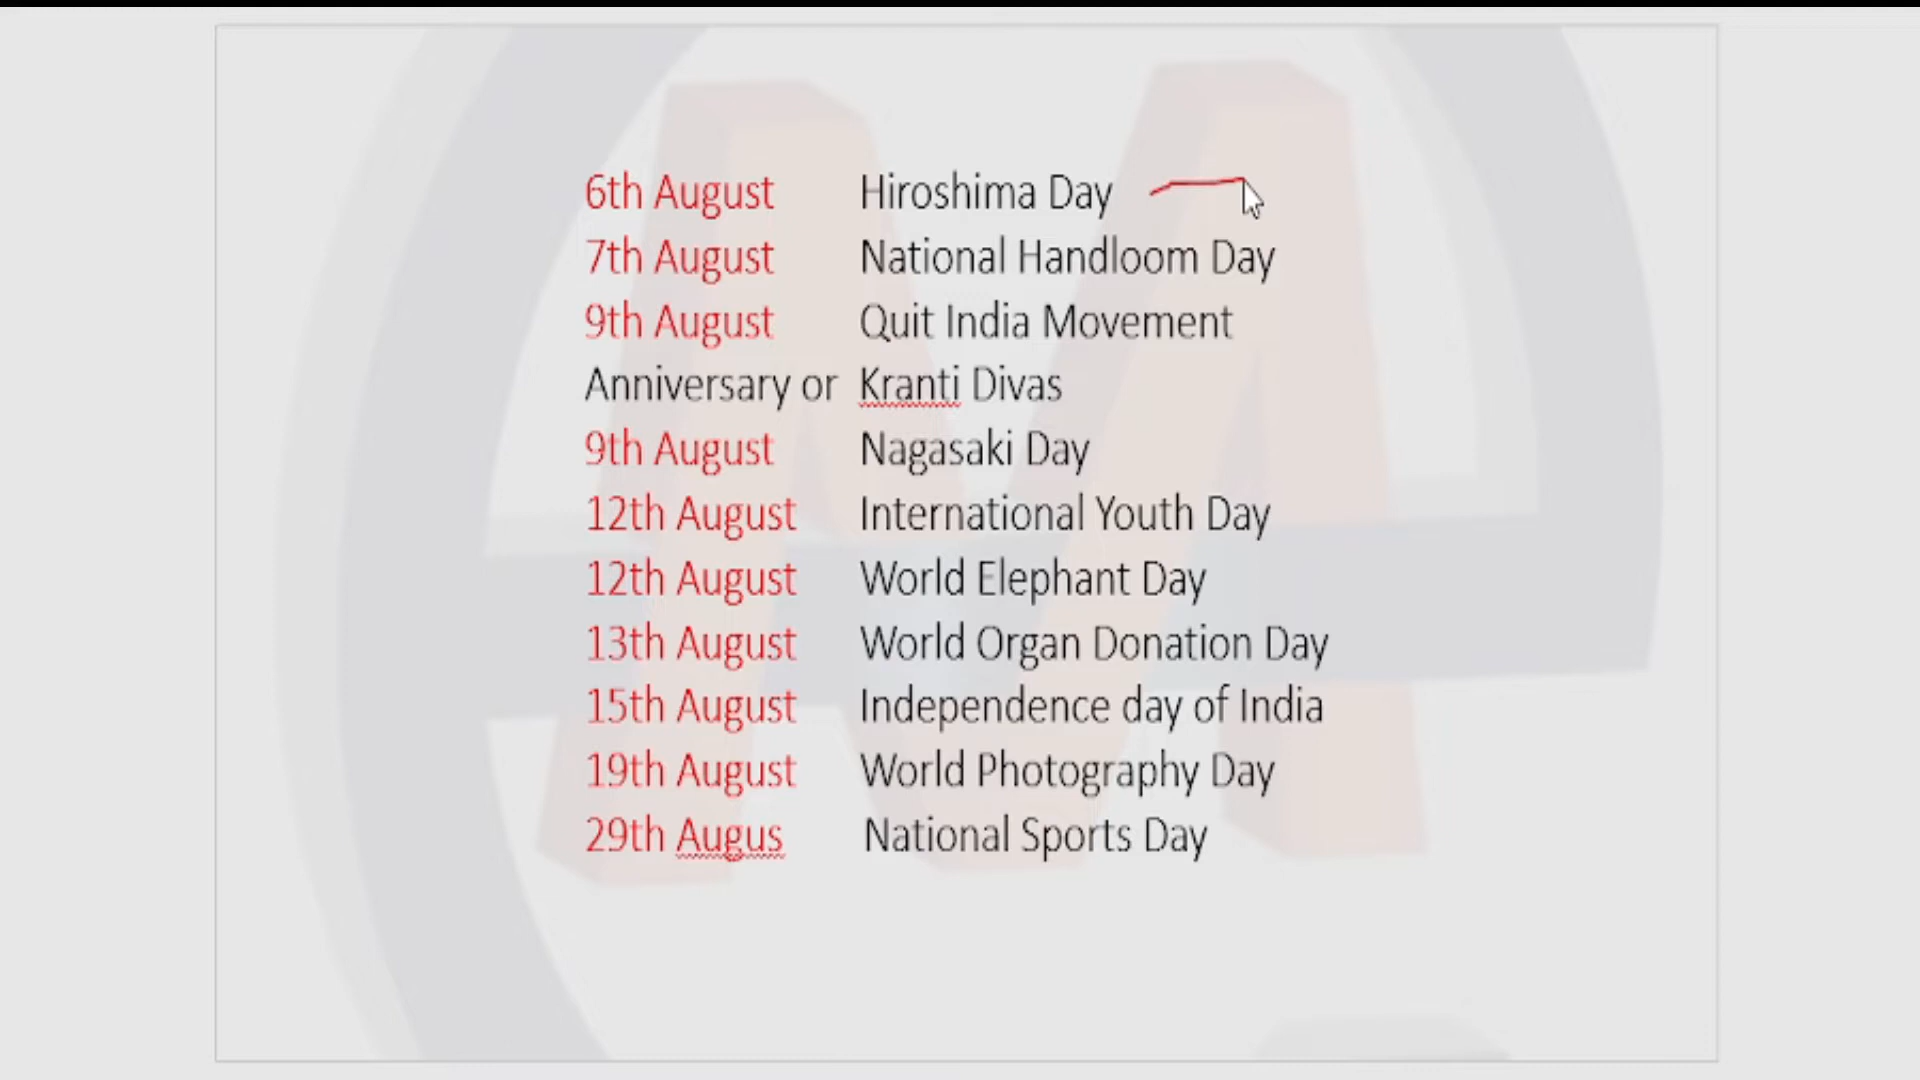 6th August Hiroshima Day
7th August National Handloom Day
9th August Quit India Movement
Anniversary or Kranti Divas
9th August Nagasaki Day
12th August International Youth Day
12th August World Elephant Day
13th August World Organ Donation Day
15th August Independence day of India
19th August World Photography Day
29th Augus National Sports Day